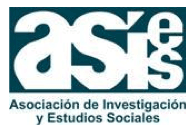 asíes
Asociación de Investigación
y Estudios Sociales